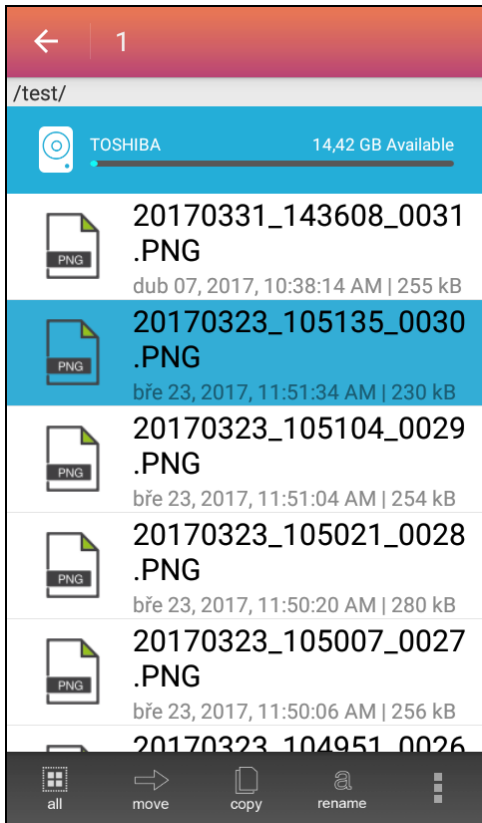 1
/test/
TOSHIBA 14,42 GB Available
20170331_143608_0031
.PNG
PNG
dub 07, 2017, 10:38:14 AM | 255 kB
20170323_105135_0030
.PNG
PNG
bře 23, 2017, 11:51:34 AM | 230 kB
20170323_105104_0029
.PNG
PNG
bře 23, 2017, 11:51:04 AM | 254 kB
20170323_105021_0028
.PNG
PNG
bře 23, 2017, 11:50:20 AM | 280 kB
20170323_105007_0027
.PNG
PNG
bře 23, 2017, 11:50:06 AM | 256 kB
20170323_104951_0026
all move copy rename